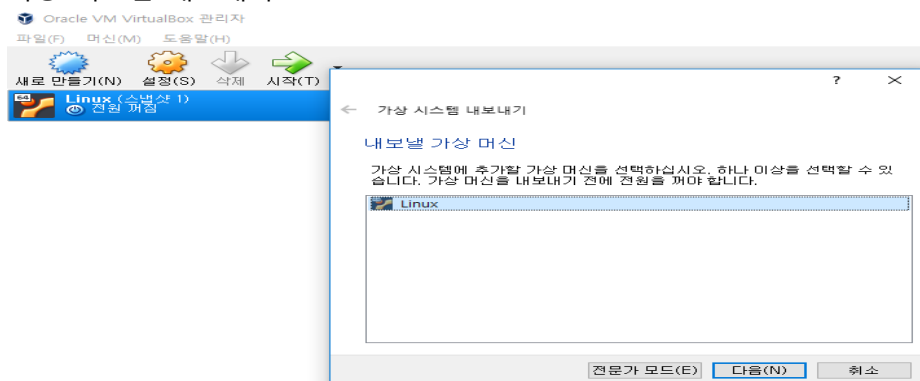 Oracle VM VirtualBox 관리자
파일(F) 머신(M) 도움말(H)
새로 만들기(N) 설정(S) 삭제 시작(T)
64 Linux (스냅샷 1)
전원 꺼짐
? ×
← 가상 시스템 내보내기
내보낼 가상 머신
가상 시스템에 추가할 가상 머신을 선택하십시오. 하나 이상을 선택할 수 있
습니다. 가상 머신을 내보내기 전에 전원을 꺼야 합니다.
Linux
전문가 모드(E) 다음(N) 취소